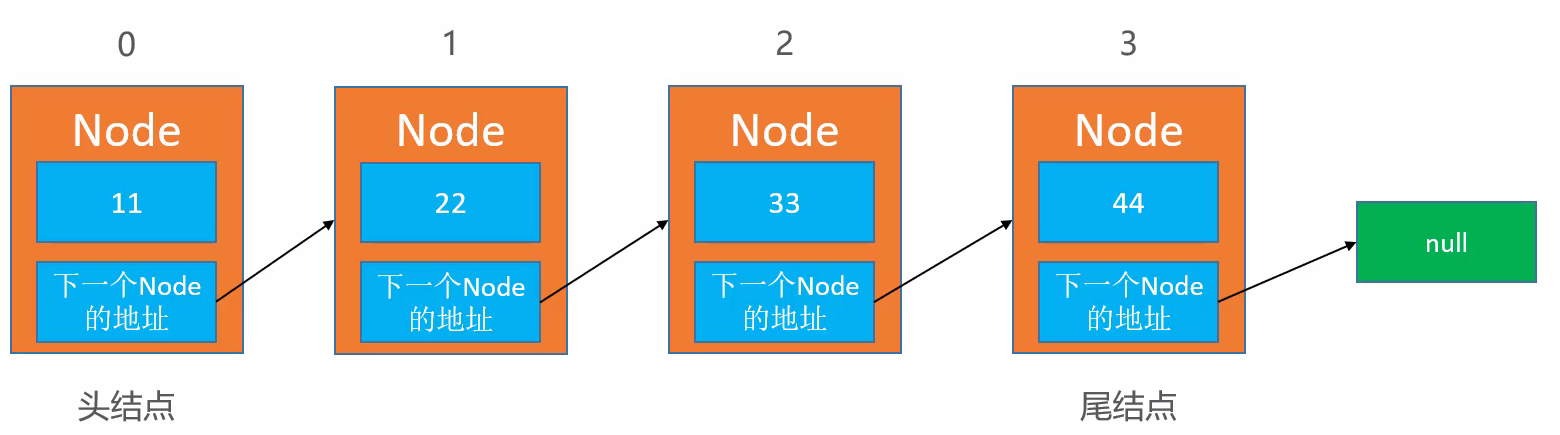 0
1
2
3
Node
Node
Node
Node
11
22
33
44
null
下一个Node
的地址
下一个Node
的地址
下一个Node
的地址
下一个Node
的地址
头结点
尾结点